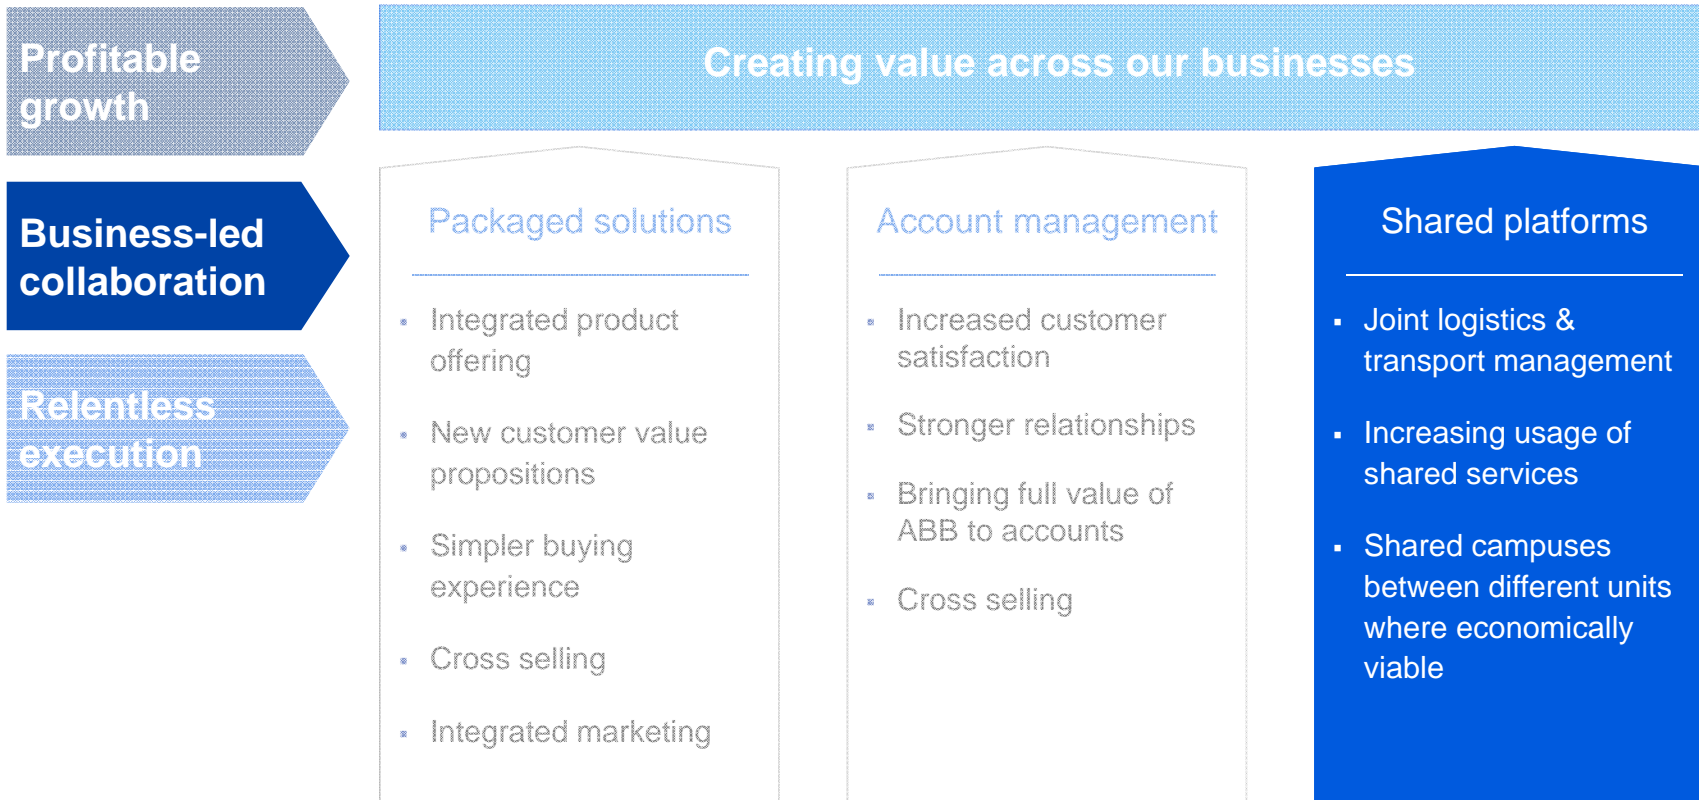 Profitable
growth
Creating value across our businesses
Business-led
collaboration
Relentless
execution
Packaged solutions
▪ Integrated product
offering
▪ New customer value
propositions
▪ Simpler buying
experience
▪ Cross selling
▪ Integrated marketing
Account management
▪ Increased customer
satisfaction
▪ Stronger relationships
▪ Bringing full value of
ABB to accounts
▪ Cross selling
Shared platforms
▪ Joint logistics &
transport management
▪ Increasing usage of
shared services
▪ Shared campuses
between different units
where economically
viable